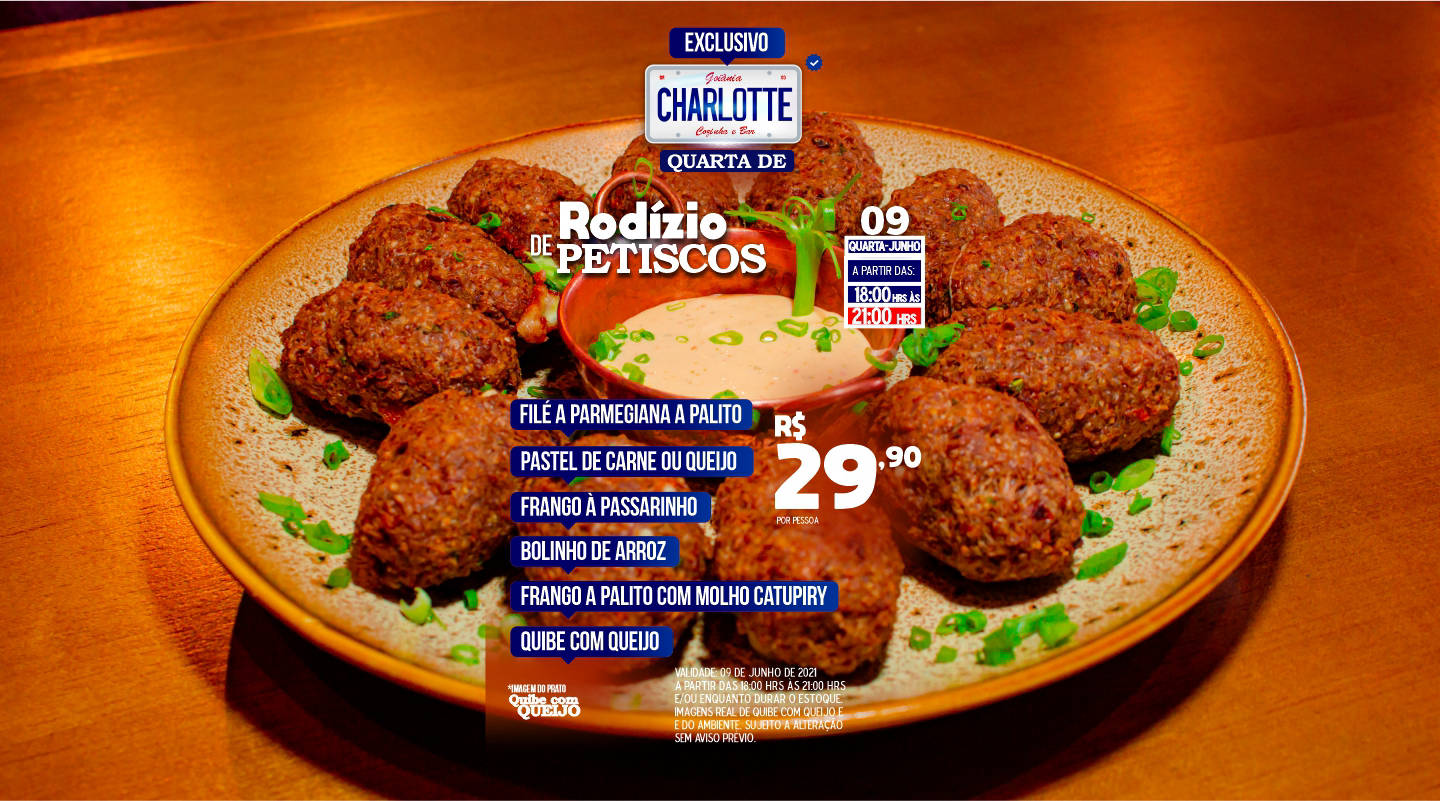 EXCLUSIVO
Goiânia
CHARLOTTE
Cozinha e Bar
QUARTA DE
DE Rodízio
PETISCOS
09
QUARTA-JUNHO
A PARTIR DAS:
18:00 HRS ÀS
21:00 HRS
FILÉ A PARMEGIANA A PALITO
PASTEL DE CARNE OU QUEIJO
FRANGO À PASSARINHO
BOLINHO DE ARROZ
FRANGO A PALITO COM MOLHO CATUPIRY
QUIBE COM QUEIJO
R$
29,90
POR PESSOA
*IMAGEM DO PRATO
Quibe com
QUEIJO
VALIDADE: 09 DE JUNHO DE 2021
A PARTIR DAS 18:00 HRS ÀS 21:00 HRS
E/OU ENQUANTO DURAR O ESTOQUE.
IMAGENS REAL DE QUIBE COM QUEIJO E
E DO AMBIENTE. SUJEITO A ALTERAÇÃO
SEM AVISO PRÉVIO.